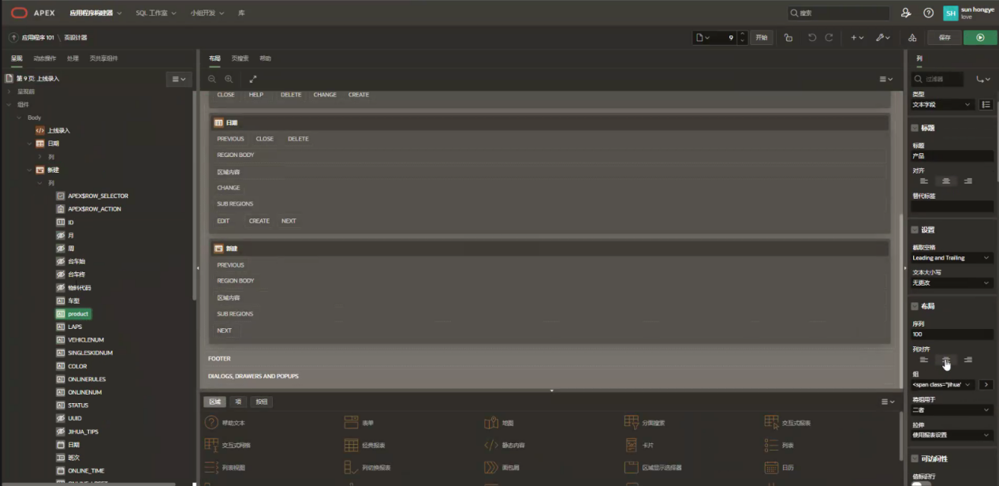 APEX 应用程序构建器 SQL 工作室 小组开发 库 搜索 SH sun hongye
love
应用程序 101 \ 页设计器 9 开始 保存
呈现 动态操作 处理 页共享组件
第 9 页: 上线录入
呈现前
组件
Body
上线录入
日期
列
新建
列
APEX$ROW_SELECTOR
APEX$ROW_ACTION
ID
月
周
台车始
台车终
物料代码
车型
product
LAPS
VEHICLENUM
SINGLESKIDNUM
COLOR
ONLINERULES
ONLINENUM
STATUS
UUID
JIHUA_TIPS
日期
班次
ONLINE_TIME
布局 页搜索 帮助
CLOSE HELP DELETE CHANGE CREATE
日期
PREVIOUS CLOSE DELETE
REGION BODY
区域内容
CHANGE
SUB REGIONS
EDIT CREATE NEXT
新建
PREVIOUS
REGION BODY
区域内容
SUB REGIONS
NEXT
FOOTER
DIALOGS, DRAWERS AND POPUPS
区域 项 按钮
帮助文本 表单 地图 分面搜索 交互式报表
交互式网格 经典报表 静态内容 卡片 列表
列表视图 列切换报表 面包屑 区域显示选择器 日历
列
过滤器
类型
文本字段
标题
标题
产品
对齐
替代标签
设置
截取空格
Leading and Trailing
文本大小写
无更改
布局
序列
100
列对齐
组
<span class="jihua"
将组用于
二者
拉伸
使用报表设置
可访问性
值标识行